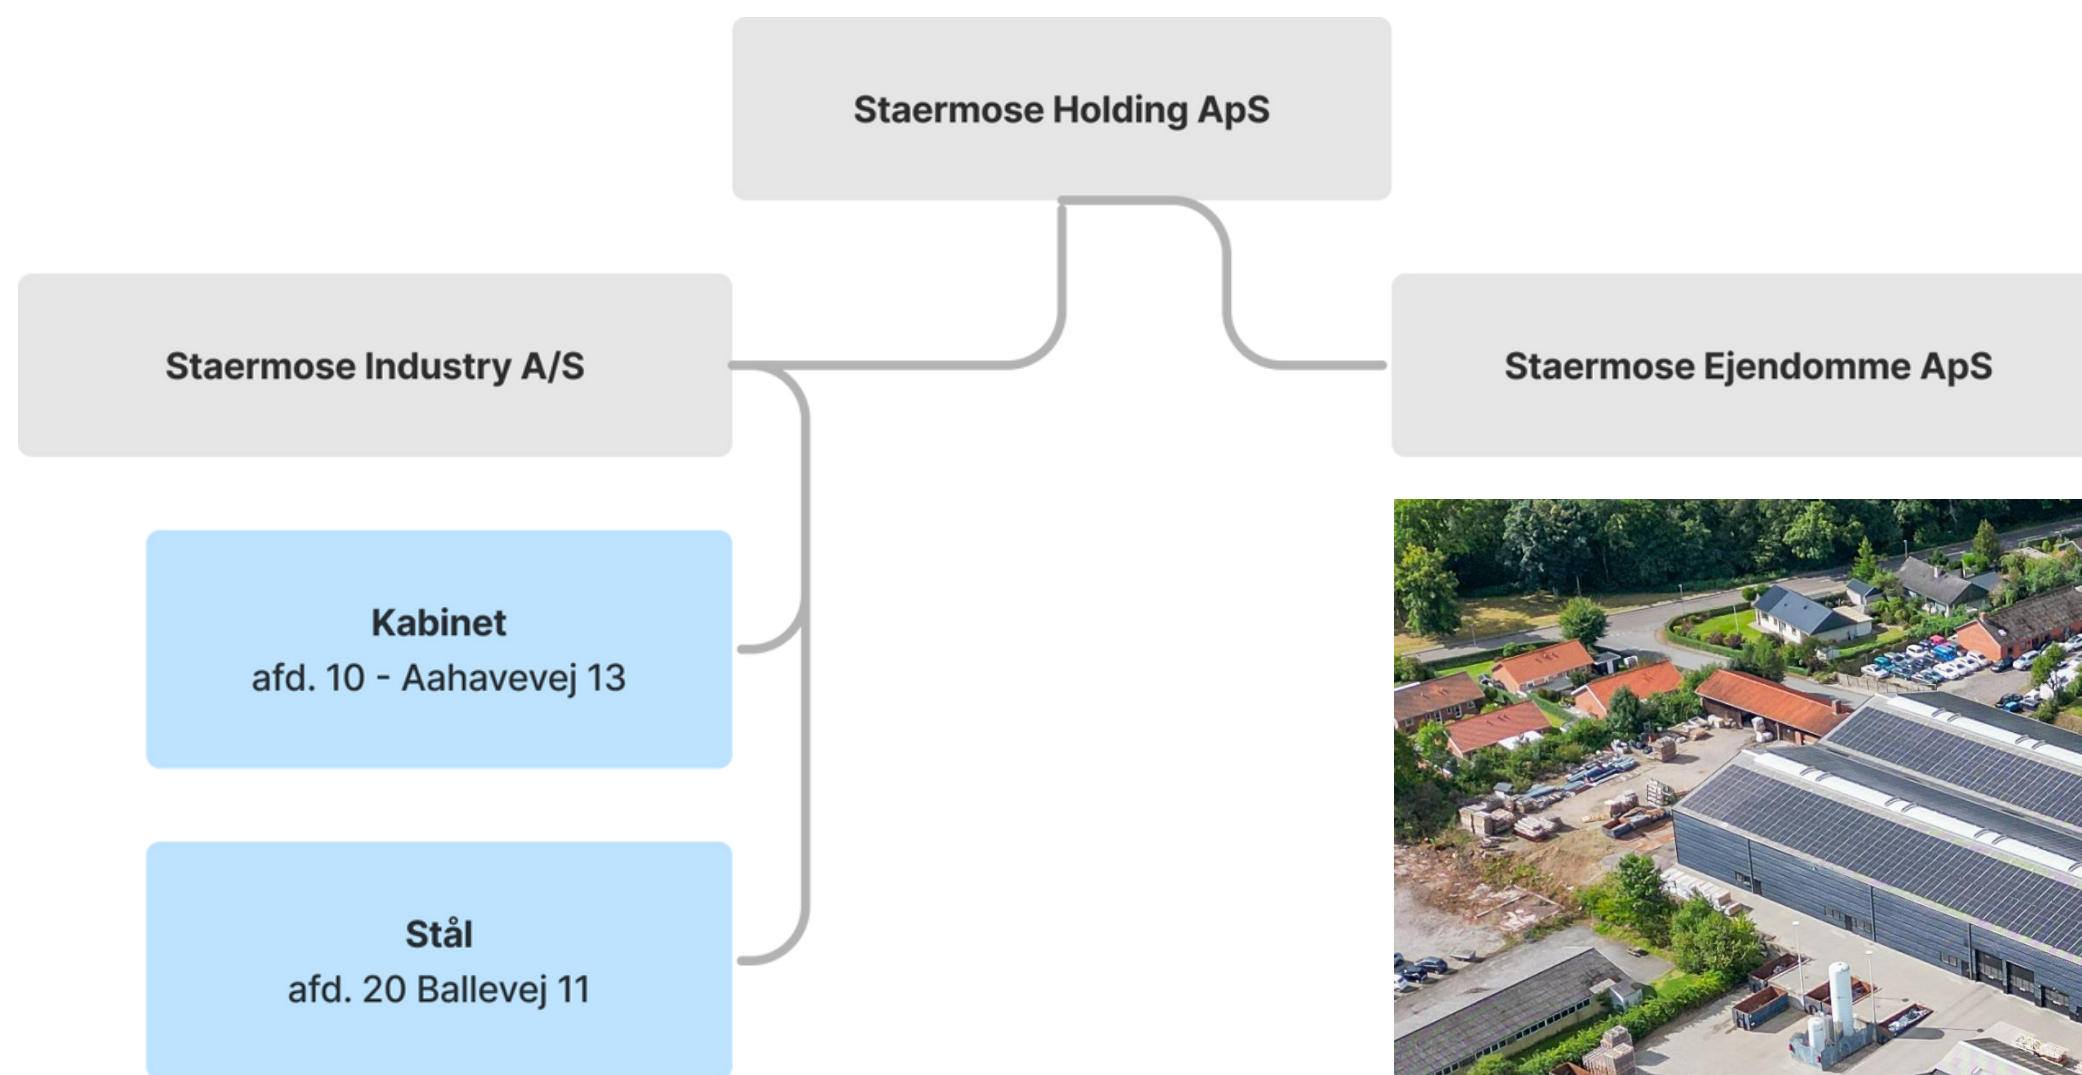 Staermose Holding ApS
Staermose Industry A/S
Staermose Ejendomme ApS
Kabinet
afd. 10 - Aahavevej 13
Stål
afd. 20 Ballevej 11